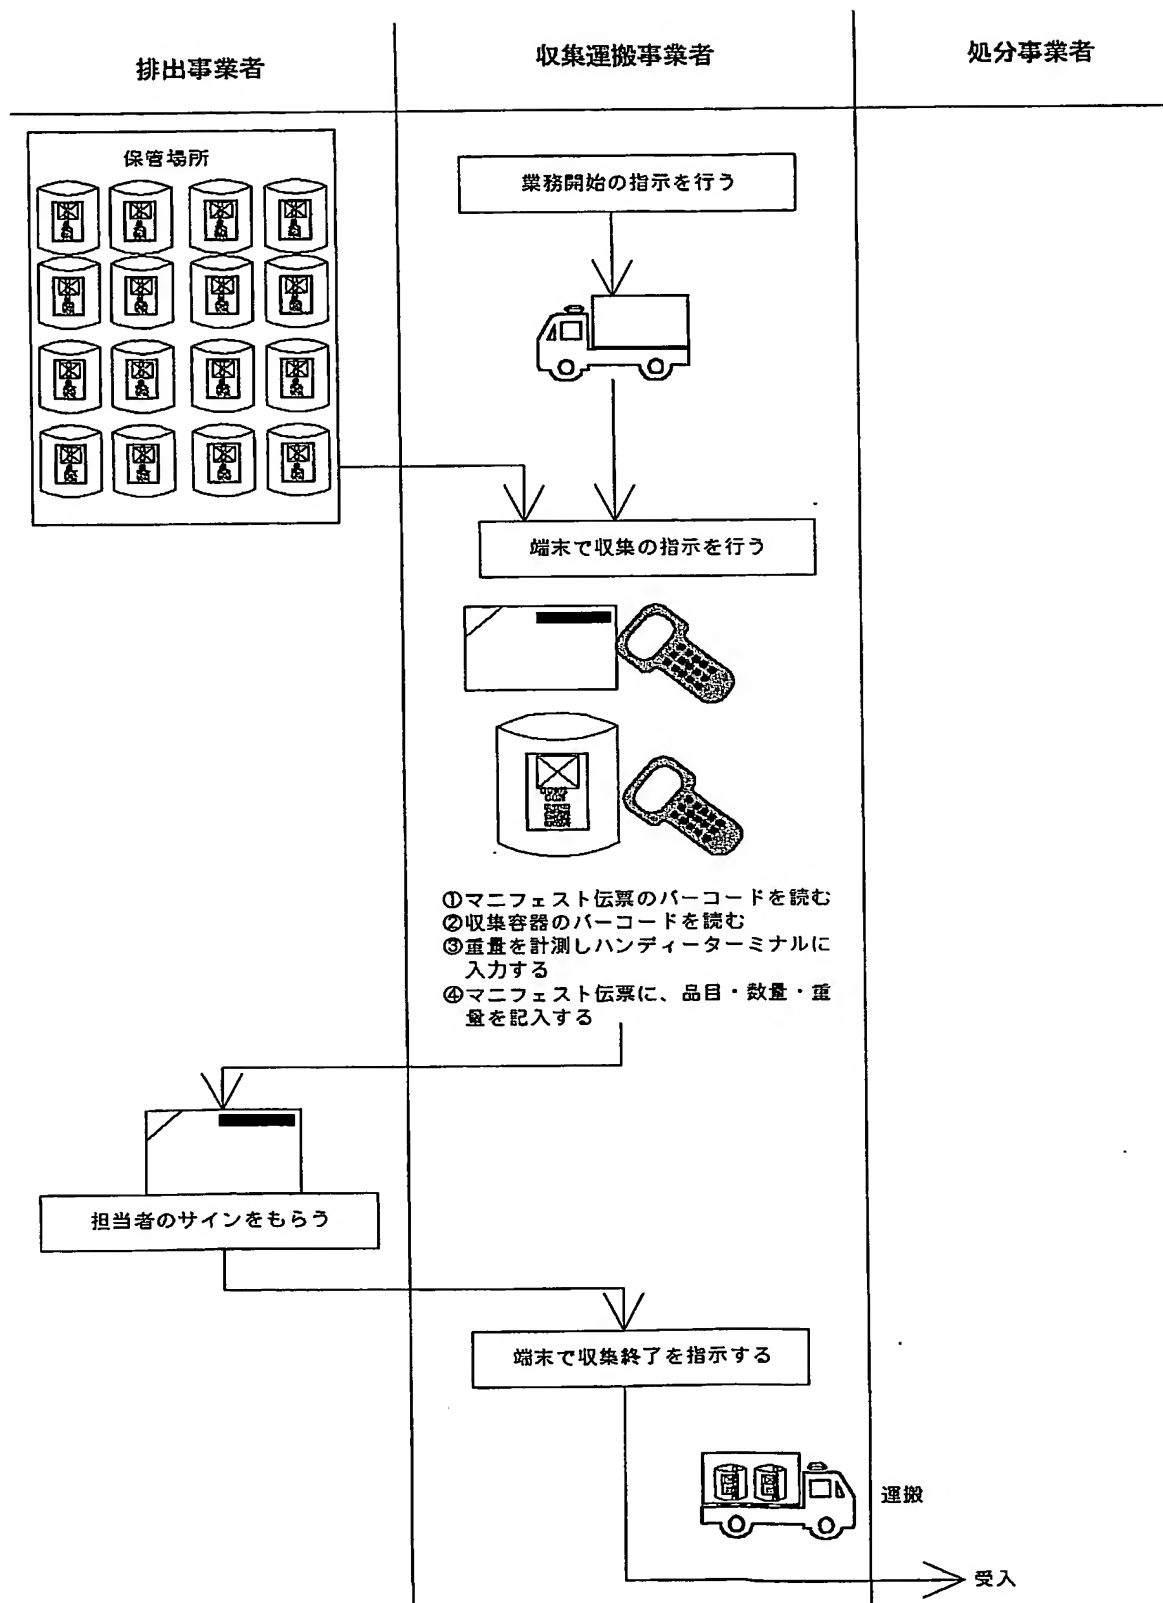 排出事業者
収集運搬事業者
処分事業者
保管場所
業務開始の指示を行う
端末で収集の指示を行う
①マニフェスト伝票のバーコードを読む
②収集容器のバーコードを読む
③重量を計測しハンディーターミナルに
入力する
④マニフェスト伝票に、品目・数量・重
量を記入する
担当者のサインをもらう
端末で収集終了を指示する
運搬
受入